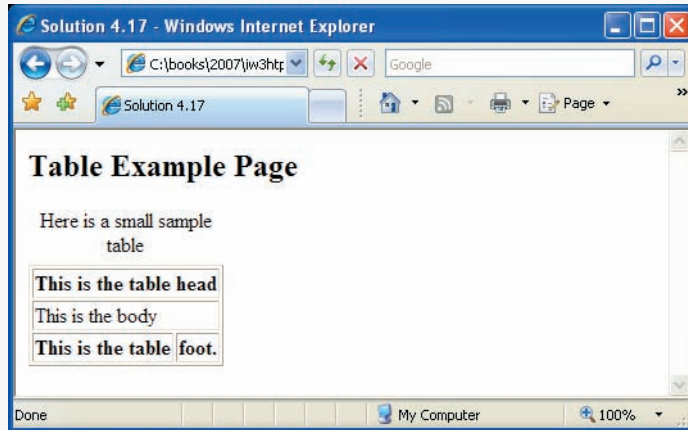 Solution 4.17 - Windows Internet Explorer
C:\books\2007\iw3htp
Google
Solution 4.17
Page
Table Example Page
Here is a small sample
table
This is the table head
This is the body
This is the table foot.
Done
My Computer
100%